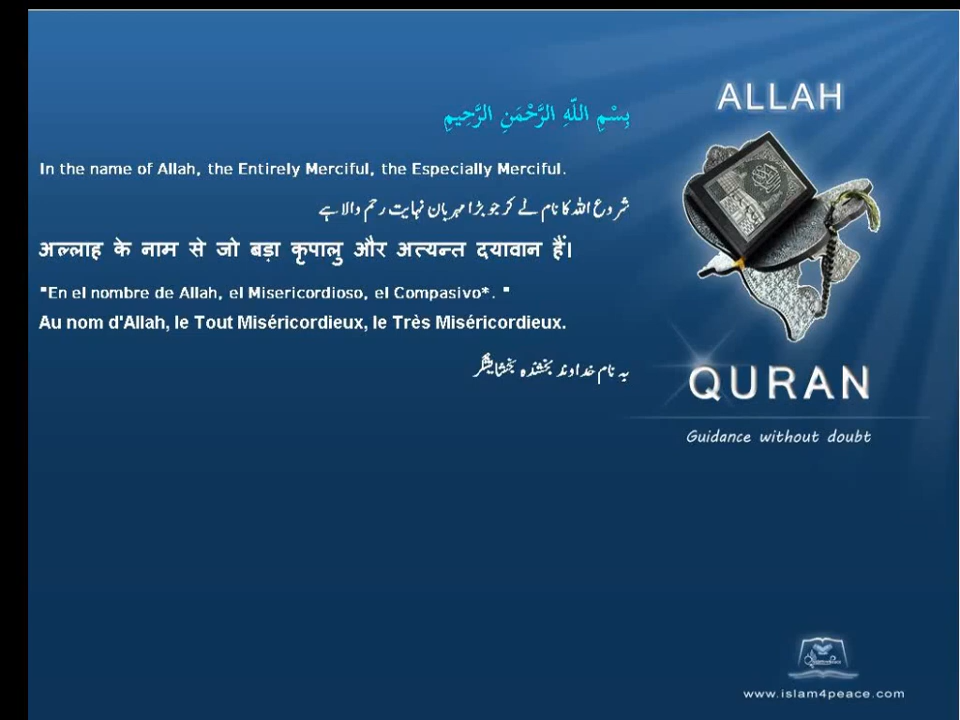 بِسْمِ اللّهِ الرَّحْمَنِ الرَّحِيمِ
In the name of Allah, the Entirely Merciful, the Especially Merciful.
شروع الله کا نام لے کر جو بڑا مہربان نہایت رحم والا ہے
अल्लाह के नाम से जो बड़ा कृपालु और अत्यन्त दयावान हैं।
"En el nombre de Allah, el Misericordioso, el Compasivo*. "
Au nom d'Allah, le Tout Miséricordieux, le Très Miséricordieux.
به نام خداوند بخشنده بخشایشگر
ALLAH
QURAN
Guidance without doubt
www.islam4peace.com